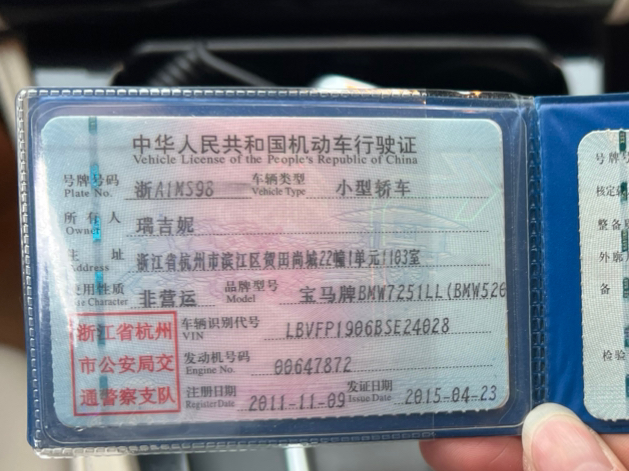 中华人民共和国机动车行驶证
Vehicle License of the People's Republic of China
号牌号码 浙A1MS98 车辆类型 小型轿车
Plate No. Vehicle Type
所有人 瑞吉妮
Owner
住 址 浙江省杭州市滨江区贺田尚城22幢1单元1103室
Address
使用性质 非营运 品牌型号 宝马牌BMW7251LL(BMW526
Use Character Model
车辆识别代号 LBVFP1906BSE24028
VIN
发动机号码 00647872
Engine No.
注册日期 2011-11-09 发证日期 2015-04-23
Register Date Issue Date
浙江省杭州
市公安局交
通警察支队
号牌号
核定
整备
外廓
备
检验